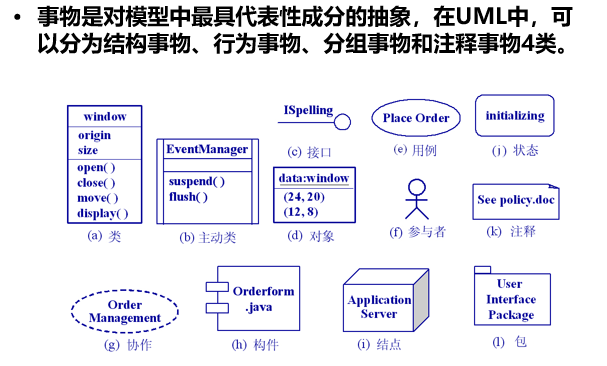 • 事物是对模型中最具代表性成分的抽象，在UML中，可
以分为结构事物、行为事物、分组事物和注释事物4类。
window
origin
size
open( )
close( )
move( )
display( )
(a) 类
EventManager
suspend( )
flush( )
(b) 主动类
ISpelling
(c) 接口
data:window
(24, 20)
(12, 8)
(d) 对象
Place Order
(e) 用例
initializing
(j) 状态
(f) 参与者
See policy.doc
(k) 注释
Order
Management
(g) 协作
Orderform
.java
(h) 构件
Application
Server
(i) 结点
User
Interface
Package
(l) 包